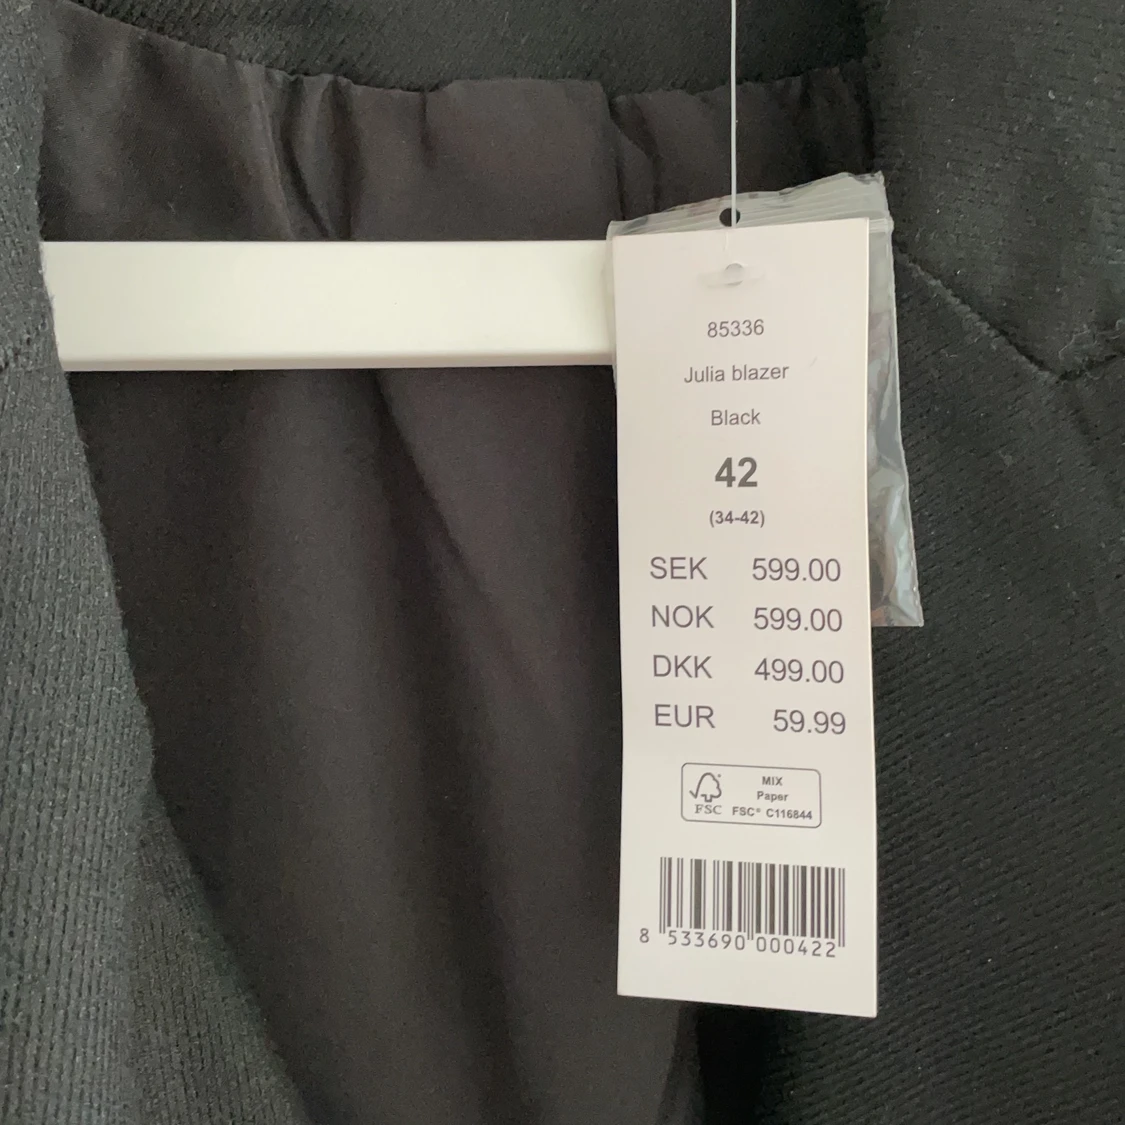 85336
Julia blazer
Black
42
(34-42)
SEK 599.00
NOK 599.00
DKK 499.00
EUR 59.99
MIX
Paper
FSC FSC® C116844
8 533690 000422